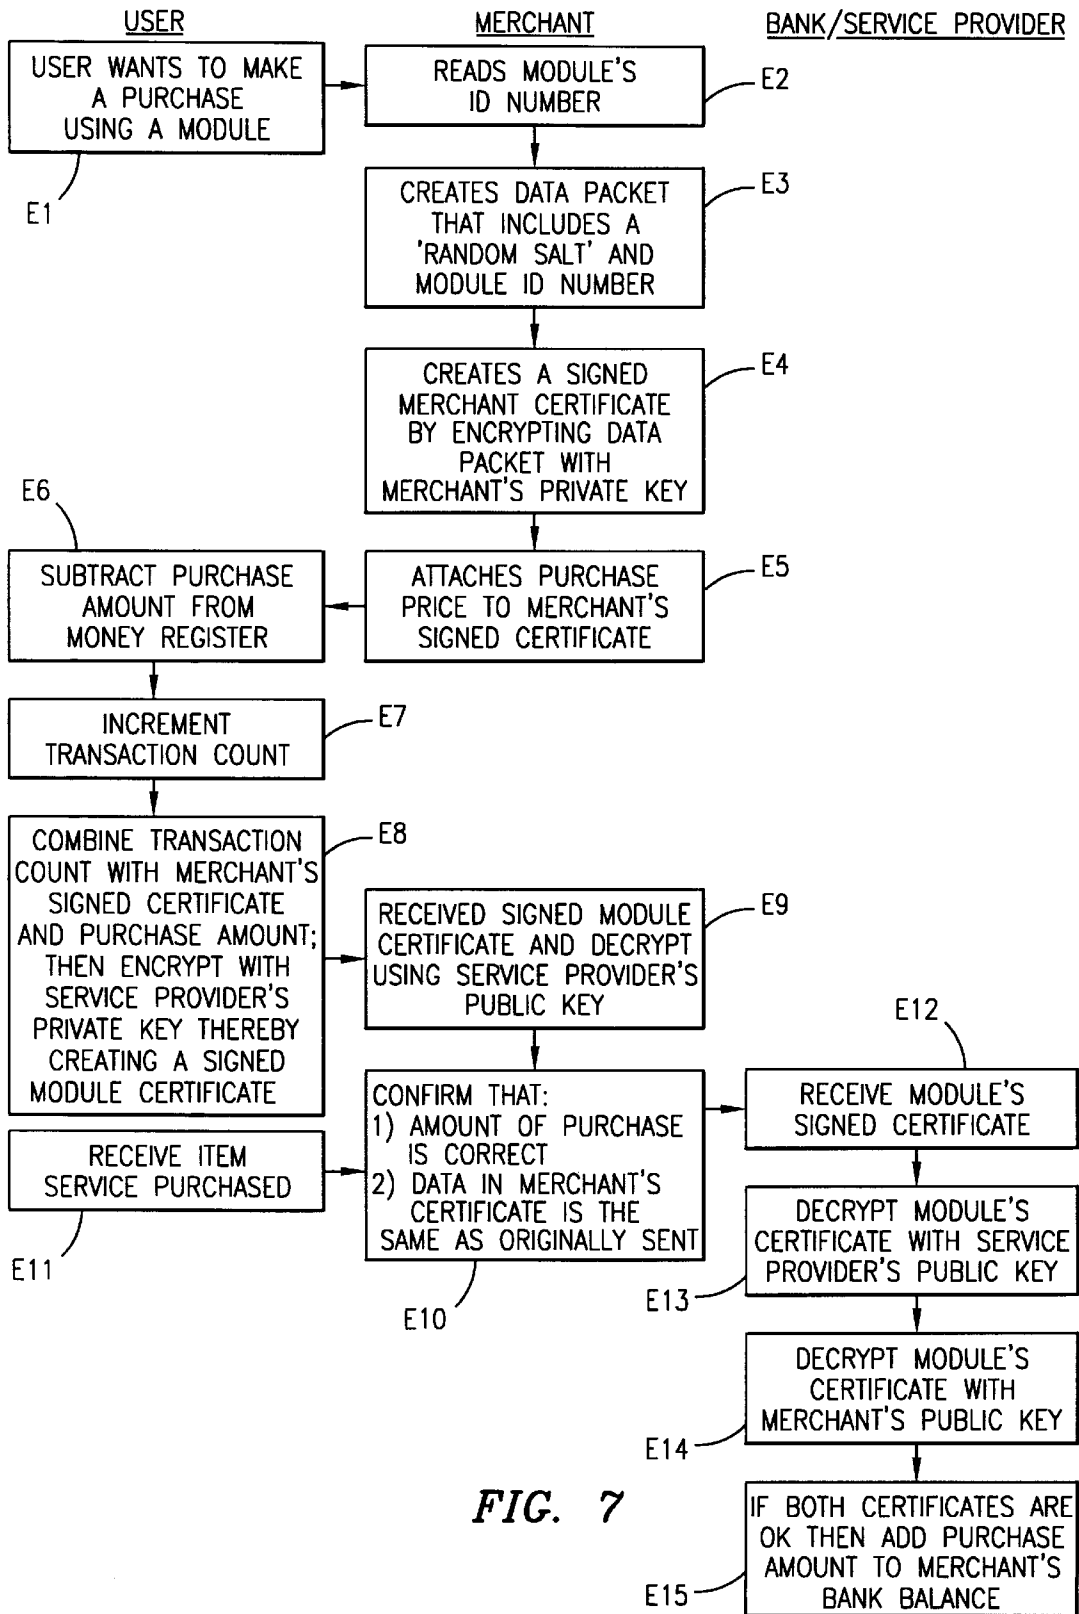 USER
MERCHANT
BANK/SERVICE PROVIDER
USER WANTS TO MAKE
A PURCHASE
USING A MODULE
E1
READS MODULE'S
ID NUMBER
E2
CREATES DATA PACKET
THAT INCLUDES A
'RANDOM SALT' AND
MODULE ID NUMBER
E3
CREATES A SIGNED
MERCHANT CERTIFICATE
BY ENCRYPTING DATA
PACKET WITH
MERCHANT'S PRIVATE KEY
E4
ATTACHES PURCHASE
PRICE TO MERCHANT'S
SIGNED CERTIFICATE
E5
E6
SUBTRACT PURCHASE
AMOUNT FROM
MONEY REGISTER
INCREMENT
TRANSACTION COUNT
E7
COMBINE TRANSACTION
COUNT WITH MERCHANT'S
SIGNED CERTIFICATE
AND PURCHASE AMOUNT;
THEN ENCRYPT WITH
SERVICE PROVIDER'S
PRIVATE KEY THEREBY
CREATING A SIGNED
MODULE CERTIFICATE
E8
RECEIVED SIGNED MODULE
CERTIFICATE AND DECRYPT
USING SERVICE PROVIDER'S
PUBLIC KEY
E9
CONFIRM THAT:
1) AMOUNT OF PURCHASE
IS CORRECT
2) DATA IN MERCHANT'S
CERTIFICATE IS THE
SAME AS ORIGINALLY SENT
E10
RECEIVE ITEM
SERVICE PURCHASED
E11
E12
RECEIVE MODULE'S
SIGNED CERTIFICATE
DECRYPT MODULE'S
CERTIFICATE WITH SERVICE
PROVIDER'S PUBLIC KEY
E13
DECRYPT MODULE'S
CERTIFICATE WITH
MERCHANT'S PUBLIC KEY
E14
IF BOTH CERTIFICATES ARE
OK THEN ADD PURCHASE
AMOUNT TO MERCHANT'S
BANK BALANCE
E15
FIG. 7